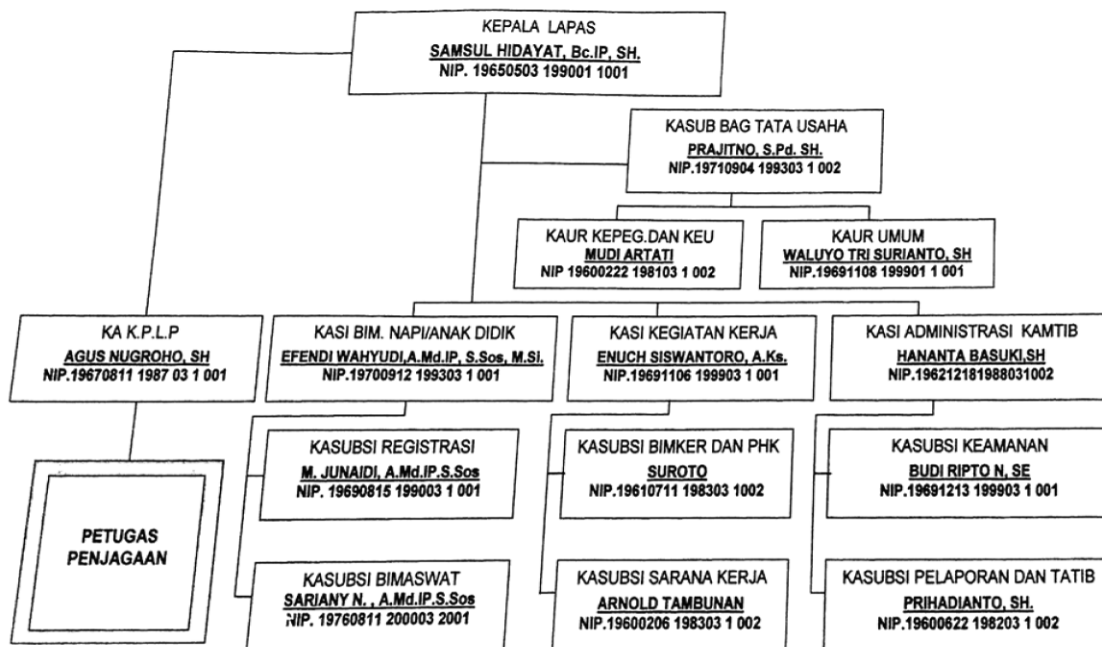 KEPALA LAPAS
SAMSUL HIDAYAT, Bc.IP, SH.
NIP. 19650503 199001 1001
KASUB BAG TATA USAHA
PRAJITNO, S.Pd. SH.
NIP.19710904 199303 1 002
KAUR KEPEG.DAN KEU
MUDI ARTATI
NIP 19600222 198103 1 002
KAUR UMUM
WALUYO TRI SURIANTO, SH
NIP.19691108 199901 1 001
KA K.P.L.P
AGUS NUGROHO, SH
NIP.19670811 1987 03 1 001
KASI BIM. NAPI/ANAK DIDIK
EFENDI WAHYUDI,A.Md.IP, S.Sos, M.Si.
NIP.19700912 199303 1 001
KASI KEGIATAN KERJA
ENUCH SISWANTORO, A.Ks.
NIP.19691106 199903 1 001
KASI ADMINISTRASI KAMTIB
HANANTA BASUKI,SH
NIP.196212181988031002
PETUGAS
PENJAGAAN
KASUBSI REGISTRASI
M. JUNAIDI, A.Md.IP.S.Sos
NIP. 19690815 199003 1 001
KASUBSI BIMKER DAN PHK
SUROTO
NIP.19610711 198303 1002
KASUBSI KEAMANAN
BUDI RIPTO N, SE
NIP.19691213 199903 1 001
KASUBSI BIMASWAT
SARIANY N. , A.Md.IP.S.Sos
NIP. 19760811 200003 2001
KASUBSI SARANA KERJA
ARNOLD TAMBUNAN
NIP.19600206 198303 1 002
KASUBSI PELAPORAN DAN TATIB
PRIHADIANTO, SH.
NIP.19600622 198203 1 002